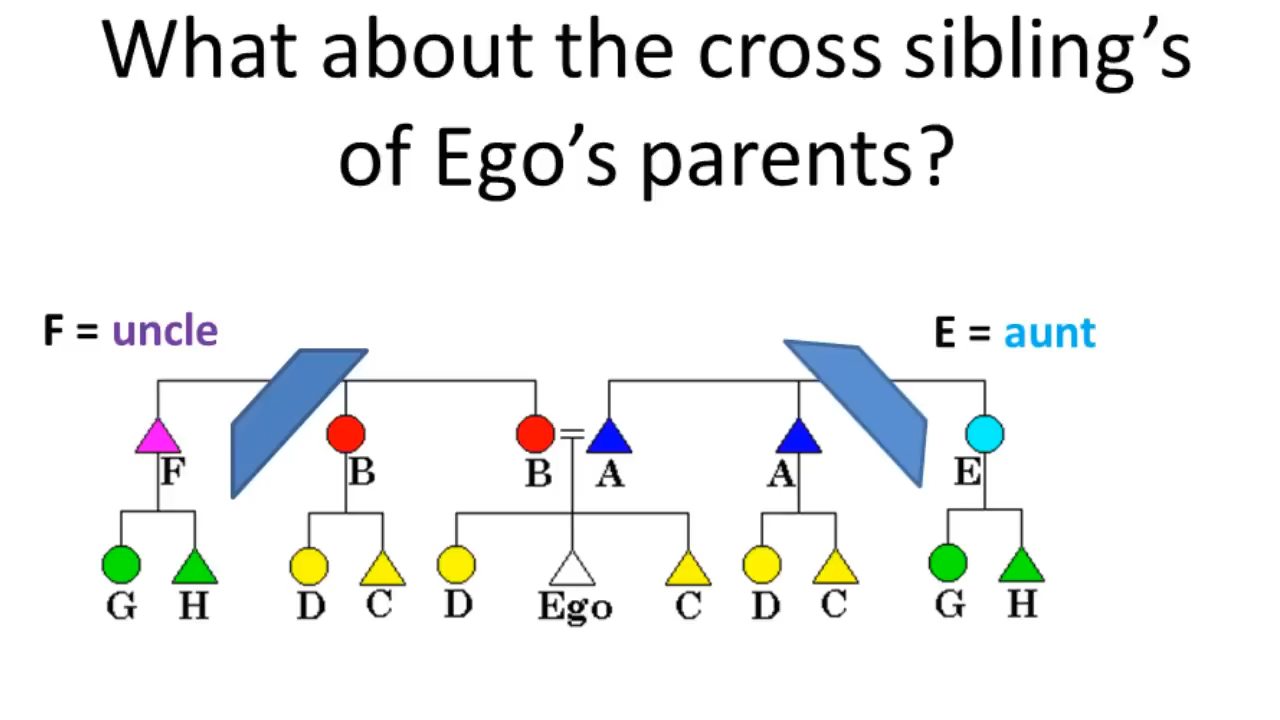 What about the cross sibling’s
of Ego’s parents?
F = uncle
E = aunt
F B B = A A E
G H D C D Ego C D C G H